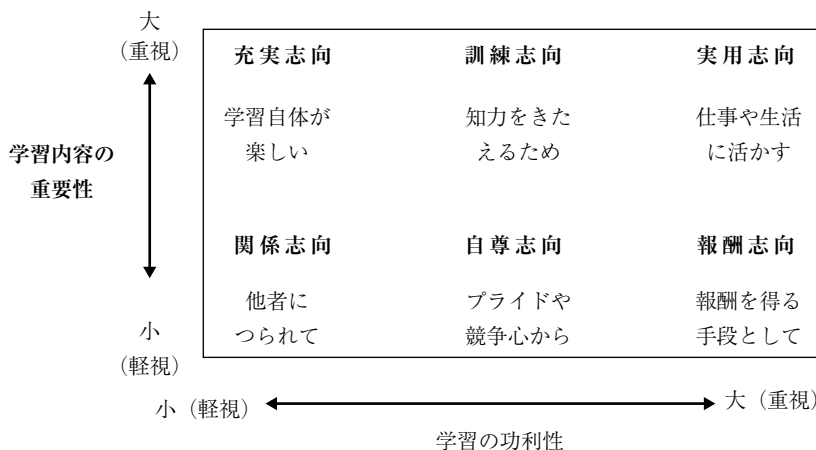 大
（重視）
学習内容の
重要性
小
（軽視）
充実志向
訓練志向
実用志向
学習自体が
楽しい
知力をきた
えるため
仕事や生活
に活かす
関係志向
自尊志向
報酬志向
他者に
つられて
プライドや
競争心から
報酬を得る
手段として
小（軽視）
大（重視）
学習の功利性